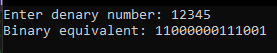 Enter denary number: 12345
Binary equivalent: 11000000111001